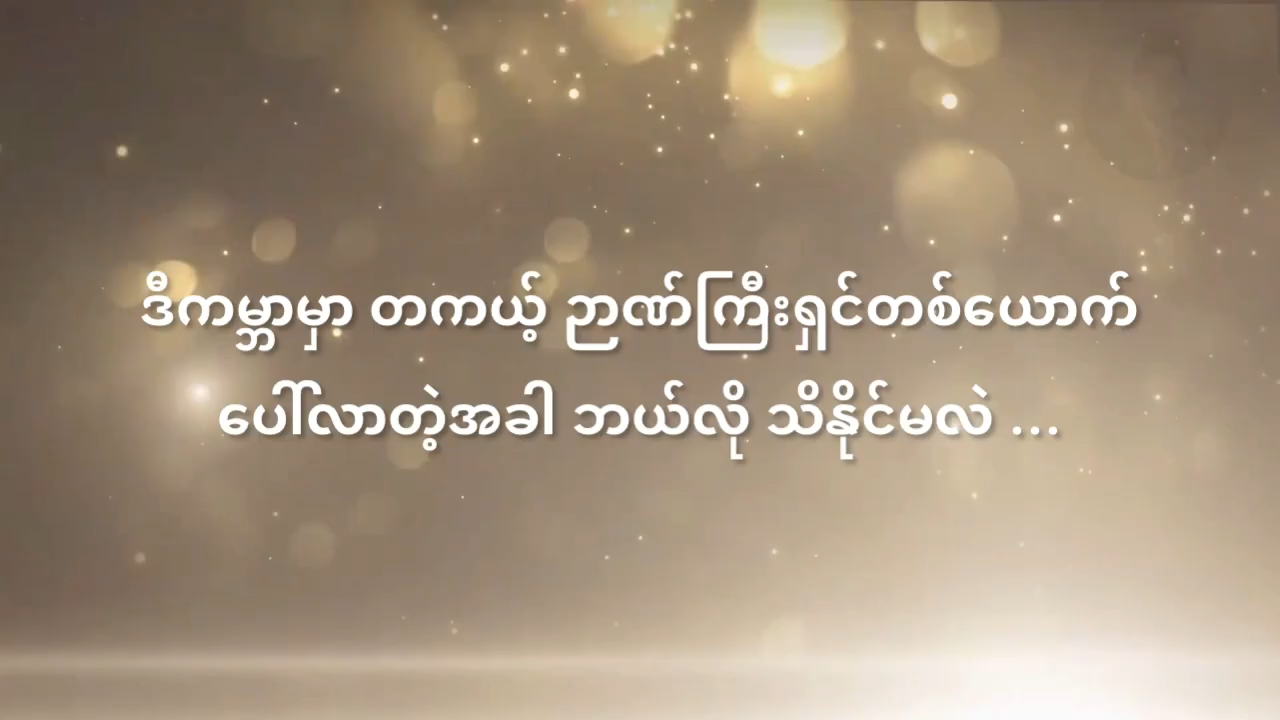 ဒီကမ္ဘာမှာ တကယ့် ဉာဏ်ကြီးရှင်တစ်ယောက်
ပေါ်လာတဲ့အခါ ဘယ်လို သိနိုင်မလဲ ...